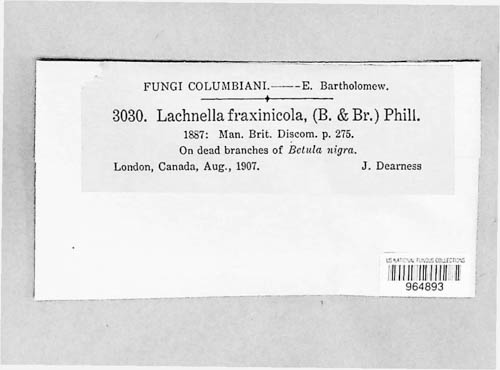 FUNGI COLUMBIANI.——E. Bartholomew.
3030. Lachnella fraxinicola, (B. & Br.) Phill.
1887: Man. Brit. Discom. p. 275.
On dead branches of Betula nigra.
London, Canada, Aug., 1907. J. Dearness
US NATIONAL FUNGUS COLLECTIONS
964893